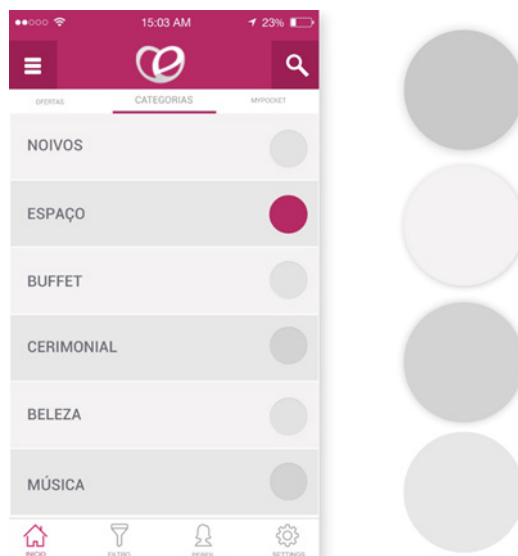 15:03 AM 23%
OFERTAS CATEGORIAS MYPOCKET
NOIVOS
ESPAÇO
BUFFET
CERIMONIAL
BELEZA
MÚSICA
INICIO FILTRO PERFIL SETTINGS